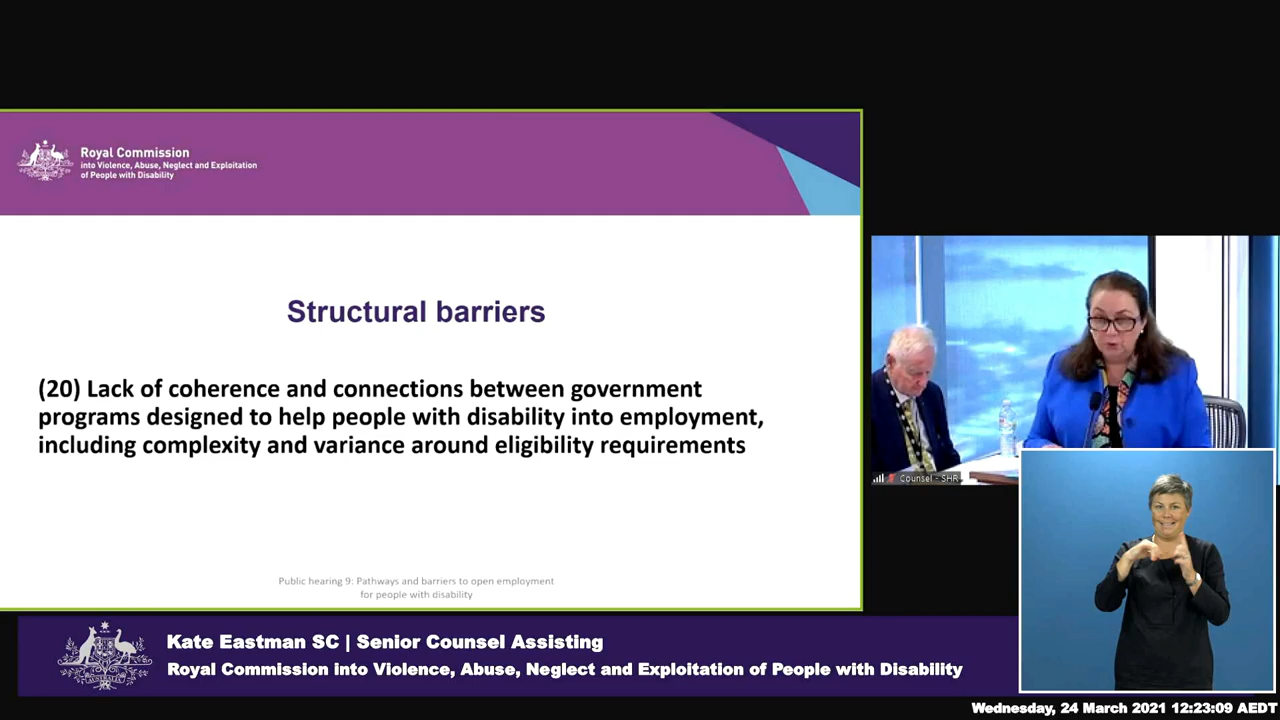 Royal Commission
into Violence, Abuse, Neglect and Exploitation
of People with Disability
Structural barriers
(20) Lack of coherence and connections between government
programs designed to help people with disability into employment,
including complexity and variance around eligibility requirements
Public hearing 9: Pathways and barriers to open employment
for people with disability
Counsel - SHR
Kate Eastman SC | Senior Counsel Assisting
Royal Commission into Violence, Abuse, Neglect and Exploitation of People with Disability
Wednesday, 24 March 2021 12:23:09 AEDT